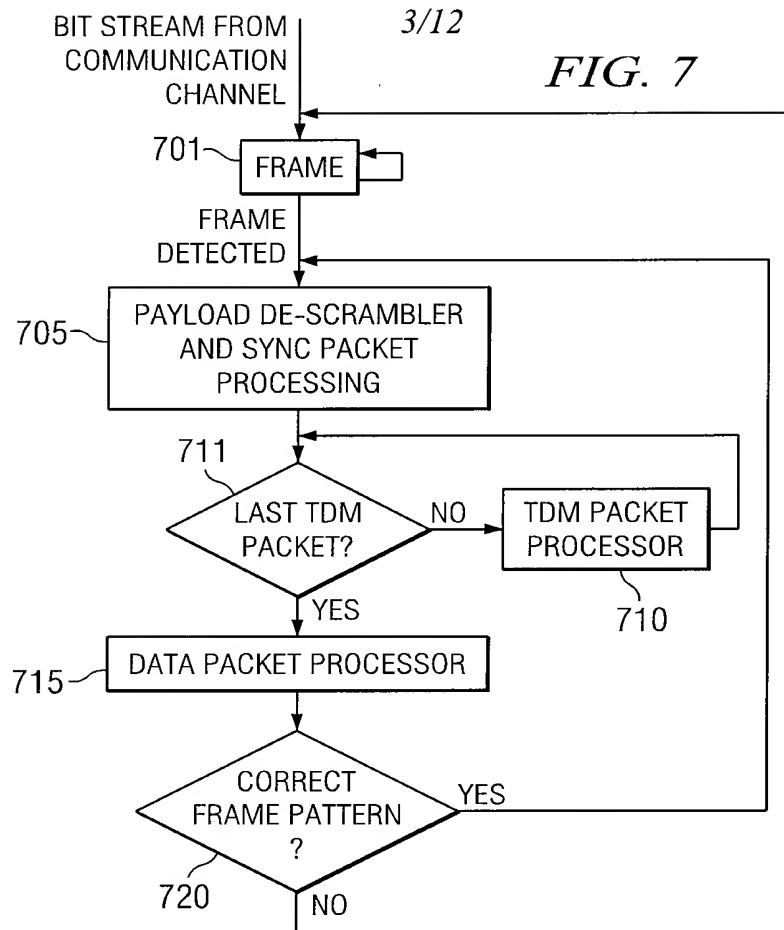 BIT STREAM FROM
COMMUNICATION
CHANNEL
3/12
FIG. 7
701
FRAME
FRAME
DETECTED
705
PAYLOAD DE-SCRAMBLER
AND SYNC PACKET
PROCESSING
711
LAST TDM
PACKET?
NO
TDM PACKET
PROCESSOR
710
YES
715
DATA PACKET PROCESSOR
CORRECT
FRAME PATTERN
?
YES
720
NO